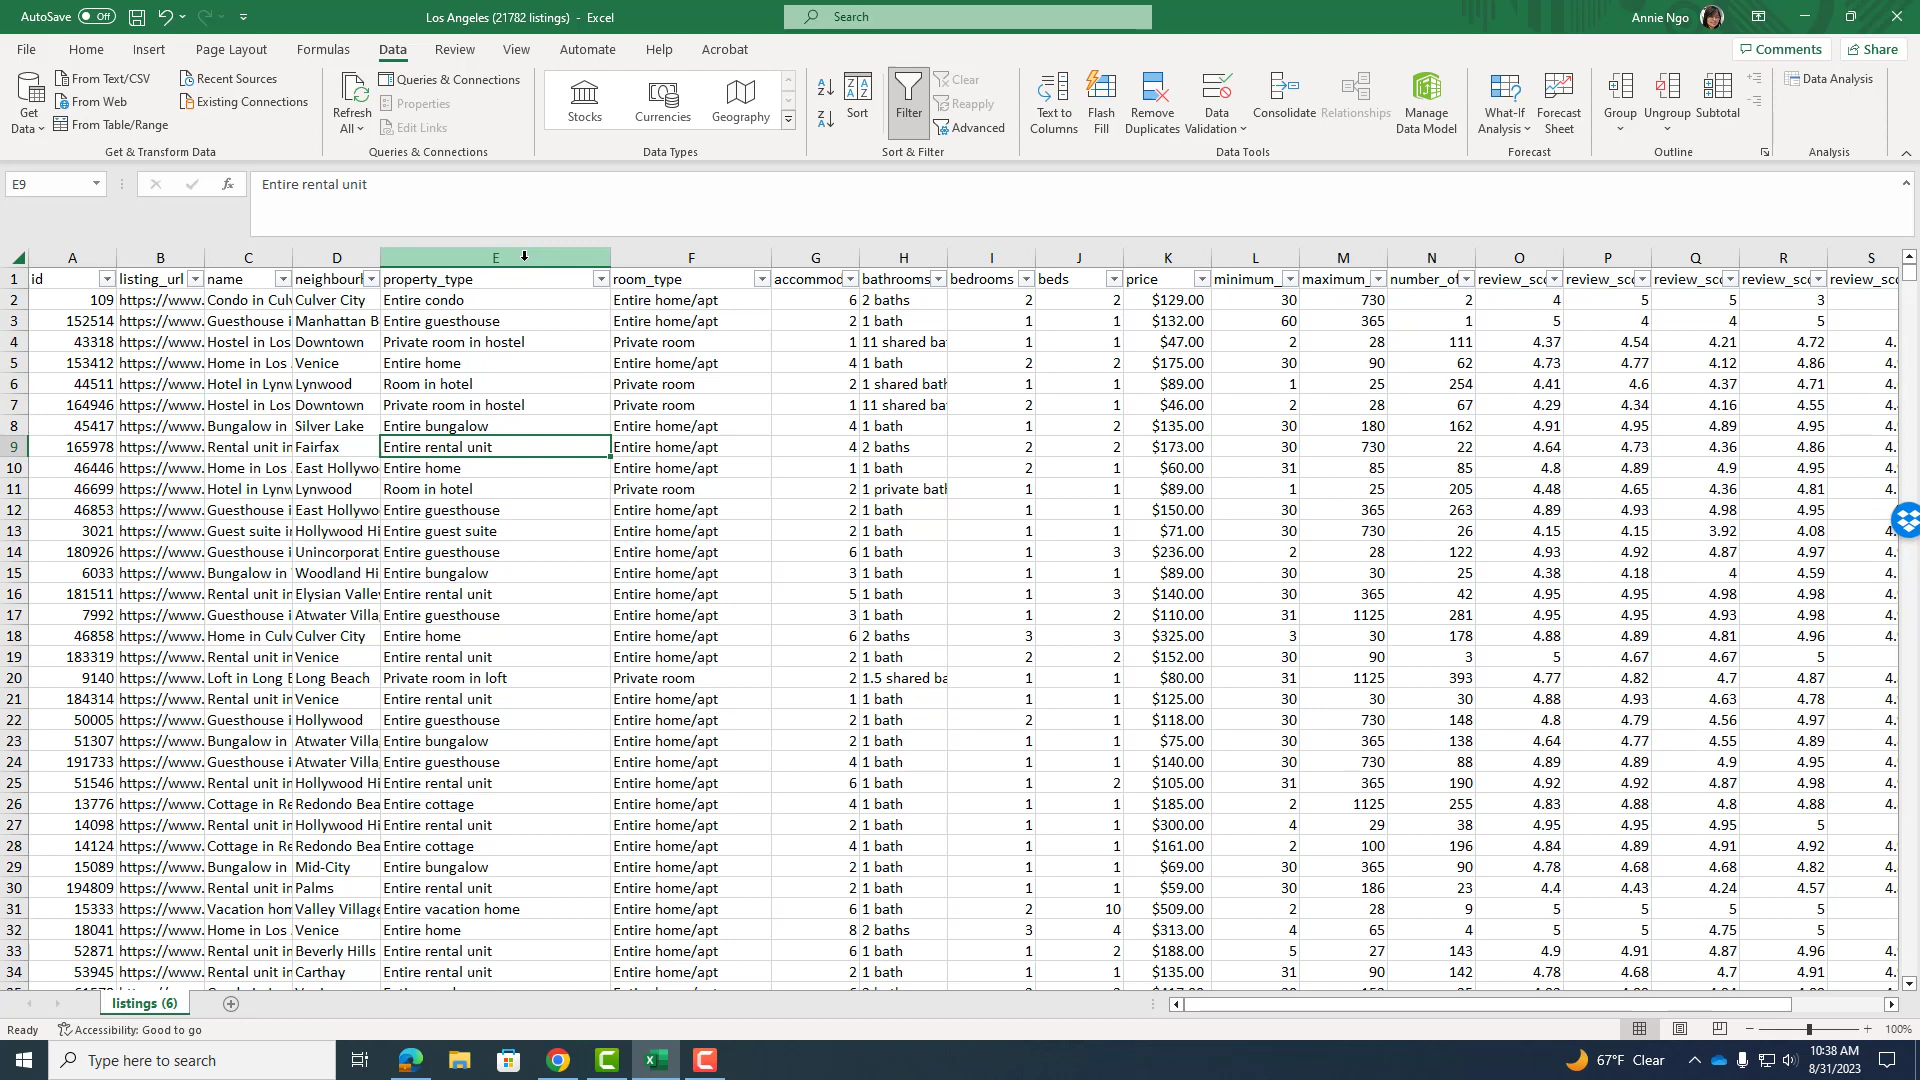 AutoSave Off Los Angeles (21782 listings) - Excel Search Annie Ngo
File Home Insert Page Layout Formulas Data Review View Automate Help Acrobat Comments Share
Get Data From Text/CSV From Web From Table/Range Recent Sources Existing Connections Refresh All Queries & Connections Properties Edit Links Stocks Currencies Geography Sort Filter Clear Reapply Advanced Text to Columns Flash Fill Remove Duplicates Data Validation Consolidate Relationships Manage Data Model What-If Analysis Forecast Sheet Group Ungroup Subtotal Data Analysis
Get & Transform Data Queries & Connections Data Types Sort & Filter Data Tools Forecast Outline Analysis
E9 fx Entire rental unit
A B C D E F G H I J K L M N O P Q R S
1 id listing_url name neighbourh property_type room_type accommod bathrooms bedrooms beds price minimum_ maximum_ number_of review_sco review_sco review_sco review_sco review_sco
2 109 https://www. Condo in Culv Culver City Entire condo Entire home/apt 6 2 baths 2 2 $129.00 30 730 2 4 5 5 3
3 152514 https://www. Guesthouse i Manhattan B Entire guesthouse Entire home/apt 2 1 bath 1 1 $132.00 60 365 1 5 4 4 5
4 43318 https://www. Hostel in Los Downtown Private room in hostel Private room 1 11 shared ba 1 1 $47.00 2 28 111 4.37 4.54 4.21 4.72 4.
5 153412 https://www. Home in Los Venice Entire home Entire home/apt 4 1 bath 2 2 $175.00 30 90 62 4.73 4.77 4.12 4.86 4.
6 44511 https://www. Hotel in Lynw Lynwood Room in hotel Private room 2 1 shared bath 1 1 $89.00 1 25 254 4.41 4.6 4.37 4.71 4.
7 164946 https://www. Hostel in Los Downtown Private room in hostel Private room 1 11 shared ba 2 1 $46.00 2 28 67 4.29 4.34 4.16 4.55 4.
8 45417 https://www. Bungalow in Silver Lake Entire bungalow Entire home/apt 4 1 bath 1 2 $135.00 30 180 162 4.91 4.95 4.89 4.95 4.
9 165978 https://www. Rental unit in Fairfax Entire rental unit Entire home/apt 4 2 baths 2 2 $173.00 30 730 22 4.64 4.73 4.36 4.86 4.
10 46446 https://www. Home in Los East Hollywo Entire home Entire home/apt 1 1 bath 2 1 $60.00 31 85 85 4.8 4.89 4.9 4.95 4.
11 46699 https://www. Hotel in Lynw Lynwood Room in hotel Private room 2 1 private bath 1 1 $89.00 1 25 205 4.48 4.65 4.36 4.81 4.
12 46853 https://www. Guesthouse i East Hollywo Entire guesthouse Entire home/apt 2 1 bath 1 1 $150.00 30 365 263 4.89 4.93 4.98 4.95
13 3021 https://www. Guest suite in Hollywood Hi Entire guest suite Entire home/apt 2 1 bath 1 1 $71.00 30 730 26 4.15 4.15 3.92 4.08 4.
14 180926 https://www. Guesthouse i Unincorporat Entire guesthouse Entire home/apt 6 1 bath 1 3 $236.00 2 28 122 4.93 4.92 4.87 4.97 4.
15 6033 https://www. Bungalow in Woodland Hi Entire bungalow Entire home/apt 3 1 bath 1 1 $89.00 30 30 25 4.38 4.18 4 4.59 4.
16 181511 https://www. Rental unit in Elysian Valley Entire rental unit Entire home/apt 5 1 bath 1 3 $140.00 30 365 42 4.95 4.95 4.98 4.98 4.
17 7992 https://www. Guesthouse i Atwater Villa Entire guesthouse Entire home/apt 3 1 bath 1 2 $110.00 31 1125 281 4.95 4.95 4.93 4.98 4.
18 46858 https://www. Home in Culv Culver City Entire home Entire home/apt 6 2 baths 3 3 $325.00 3 30 178 4.88 4.89 4.81 4.96 4.
19 183319 https://www. Rental unit in Venice Entire rental unit Entire home/apt 2 1 bath 2 2 $152.00 30 90 3 5 4.67 4.67 5
20 9140 https://www. Loft in Long B Long Beach Private room in loft Private room 2 1.5 shared ba 1 1 $80.00 31 1125 393 4.77 4.82 4.7 4.87 4.
21 184314 https://www. Rental unit in Venice Entire rental unit Entire home/apt 1 1 bath 1 1 $125.00 30 30 30 4.88 4.93 4.63 4.78 4.
22 50005 https://www. Guesthouse i Hollywood Entire guesthouse Entire home/apt 2 1 bath 2 1 $118.00 30 730 148 4.8 4.79 4.56 4.97 4.
23 51307 https://www. Bungalow in Atwater Villa Entire bungalow Entire home/apt 2 1 bath 1 1 $75.00 30 365 138 4.64 4.77 4.55 4.89 4.
24 191733 https://www. Guesthouse i Atwater Villa Entire guesthouse Entire home/apt 4 1 bath 1 1 $140.00 30 730 88 4.89 4.89 4.9 4.95 4.
25 51546 https://www. Rental unit in Hollywood Hi Entire rental unit Entire home/apt 6 1 bath 1 2 $105.00 31 365 190 4.92 4.92 4.87 4.98 4.
26 13776 https://www. Cottage in Re Redondo Bea Entire cottage Entire home/apt 4 1 bath 1 1 $185.00 2 1125 255 4.83 4.88 4.8 4.88 4.
27 14098 https://www. Rental unit in Hollywood Hi Entire rental unit Entire home/apt 2 1 bath 1 1 $300.00 4 29 38 4.95 4.95 4.95 5
28 14124 https://www. Cottage in Re Redondo Bea Entire cottage Entire home/apt 4 1 bath 1 1 $161.00 2 100 196 4.84 4.89 4.91 4.92 4.
29 15089 https://www. Bungalow in Mid-City Entire bungalow Entire home/apt 2 1 bath 1 1 $69.00 30 365 90 4.78 4.68 4.68 4.82 4.
30 194809 https://www. Rental unit in Palms Entire rental unit Entire home/apt 2 1 bath 1 1 $59.00 30 186 23 4.4 4.43 4.24 4.57 4.
31 15333 https://www. Vacation hom Valley Village Entire vacation home Entire home/apt 6 1 bath 2 10 $509.00 2 28 9 5 5 5 5
32 18041 https://www. Home in Los Venice Entire home Entire home/apt 8 2 baths 3 4 $313.00 4 65 4 5 5 4.75 5
33 52871 https://www. Rental unit in Beverly Hills Entire rental unit Entire home/apt 6 1 bath 1 2 $188.00 5 27 143 4.9 4.91 4.87 4.96 4.
34 53945 https://www. Rental unit in Carthay Entire rental unit Entire home/apt 2 1 bath 1 1 $135.00 31 90 142 4.78 4.68 4.7 4.91 4.
listings (6)
Ready Accessibility: Good to go 100%
Type here to search 67°F Clear 10:38 AM
8/31/2023